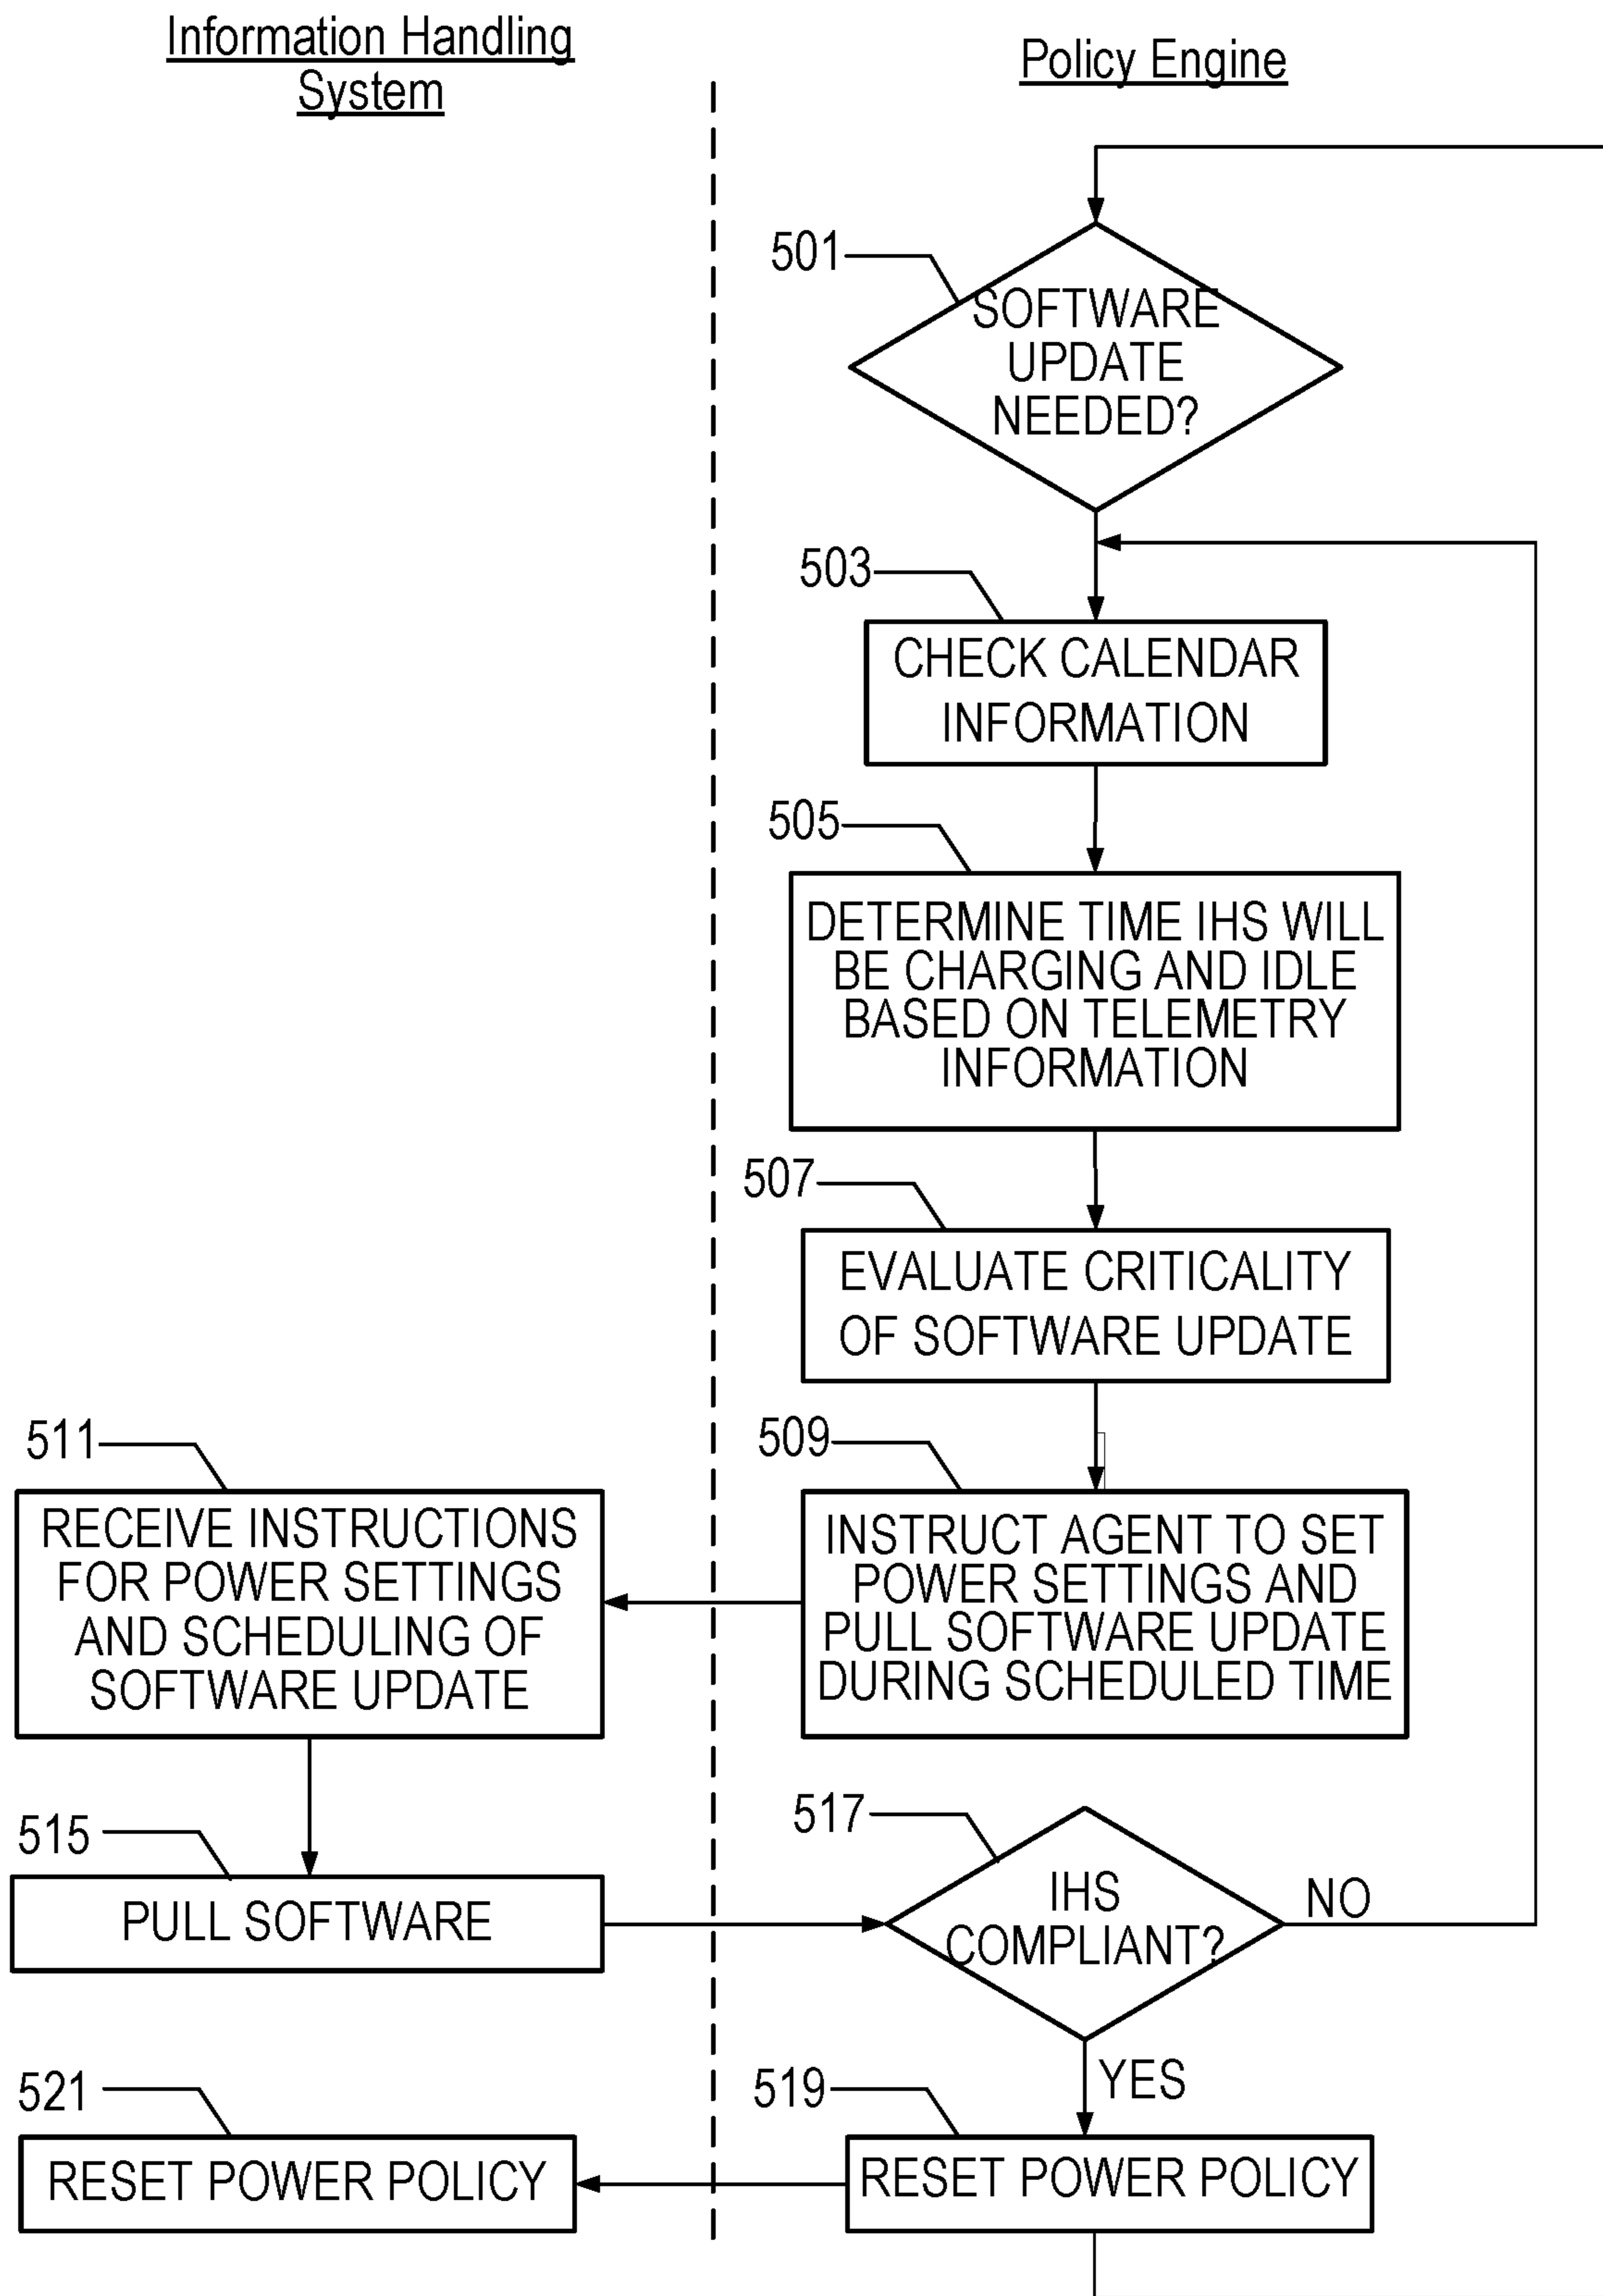 Information Handling
System
Policy Engine
501
SOFTWARE
UPDATE
NEEDED?
503
CHECK CALENDAR
INFORMATION
505
DETERMINE TIME IHS WILL
BE CHARGING AND IDLE
BASED ON TELEMETRY
INFORMATION
507
EVALUATE CRITICALITY
OF SOFTWARE UPDATE
509
INSTRUCT AGENT TO SET
POWER SETTINGS AND
PULL SOFTWARE UPDATE
DURING SCHEDULED TIME
511
RECEIVE INSTRUCTIONS
FOR POWER SETTINGS
AND SCHEDULING OF
SOFTWARE UPDATE
515
PULL SOFTWARE
517
IHS
COMPLIANT?
NO
YES
519
RESET POWER POLICY
521
RESET POWER POLICY